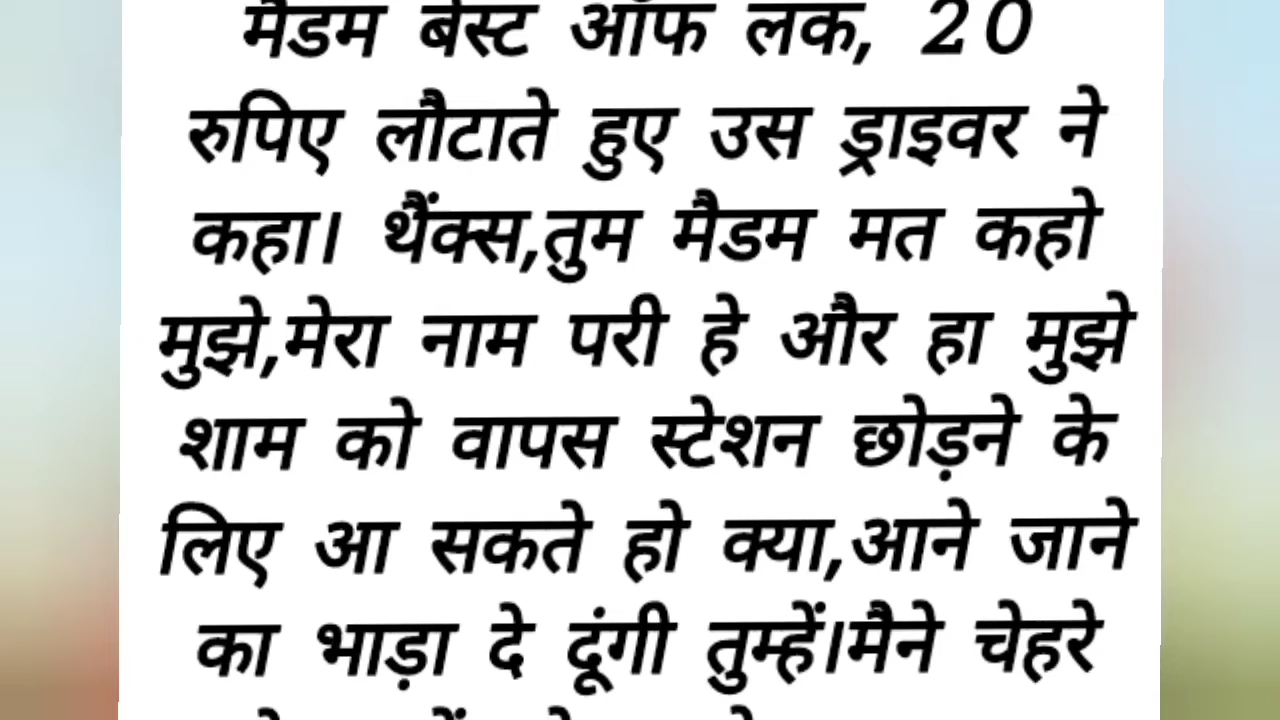 मैडम बेस्ट ऑफ लक, 20
रुपिए लौटाते हुए उस ड्राइवर ने
कहा। थैंक्स,तुम मैडम मत कहो
मुझे,मेरा नाम परी हे और हा मुझे
शाम को वापस स्टेशन छोड़ने के
लिए आ सकते हो क्या,आने जाने
का भाड़ा दे दूंगी तुम्हें।मैने चेहरे